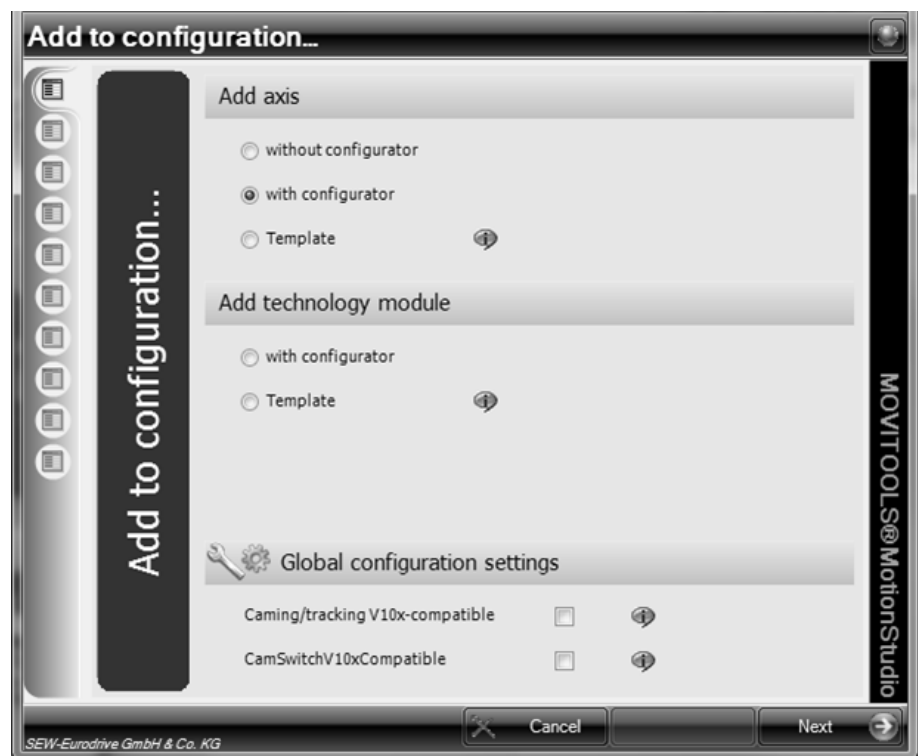 Add to configuration...
Add to configuration...
Add axis
without configurator
with configurator
Template
Add technology module
with configurator
Template
Global configuration settings
Caming/tracking V10x-compatible
CamSwitchV10xCompatible
MOVITOOLS®MotionStudio
SEW-Eurodrive GmbH & Co. KG
Cancel
Next